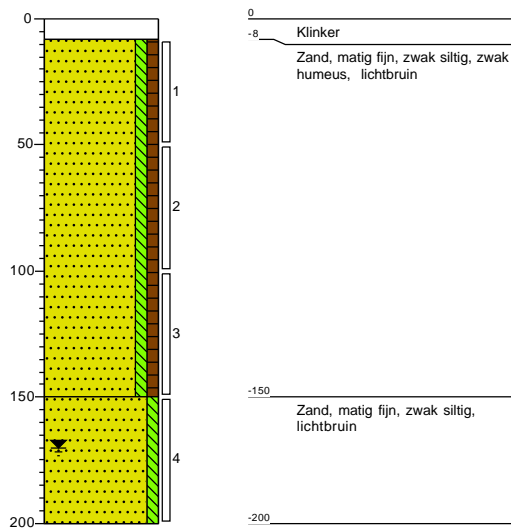 0
50
100
150
200
1
2
3
4
0
-8
Klinker
Zand, matig fijn, zwak siltig, zwak
humeus, lichtbruin
-150
Zand, matig fijn, zwak siltig,
lichtbruin
-200